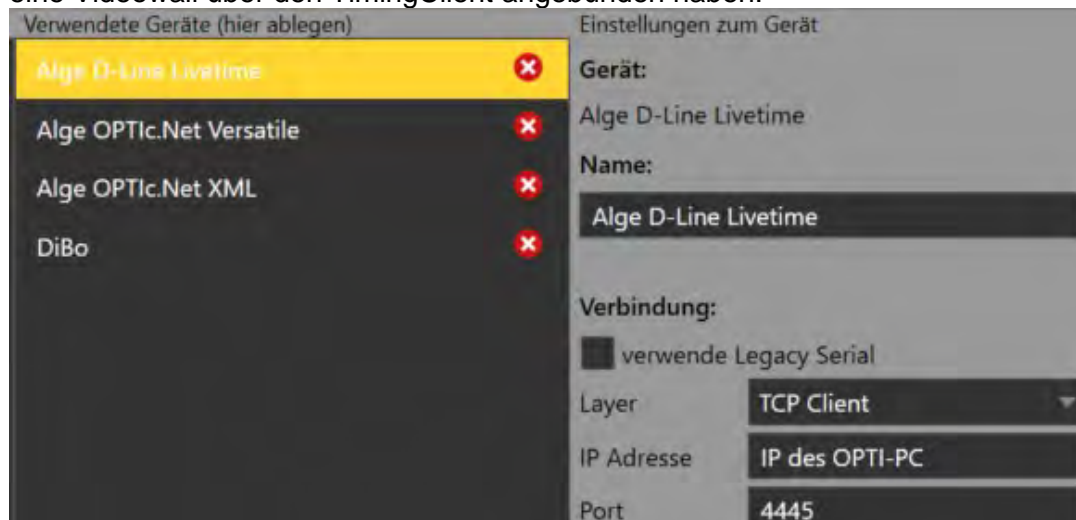 eine Videowall über den TimingClient angebunden haben.
Verwendete Geräte (hier ablegen)
Alge D-Line Livetime
Alge OPTIc.Net Versatile
Alge OPTIc.Net XML
DiBo
Einstellungen zum Gerät
Gerät:
Alge D-Line Livetime
Name:
Alge D-Line Livetime
Verbindung:
verwende Legacy Serial
Layer TCP Client
IP Adresse IP des OPTI-PC
Port 4445